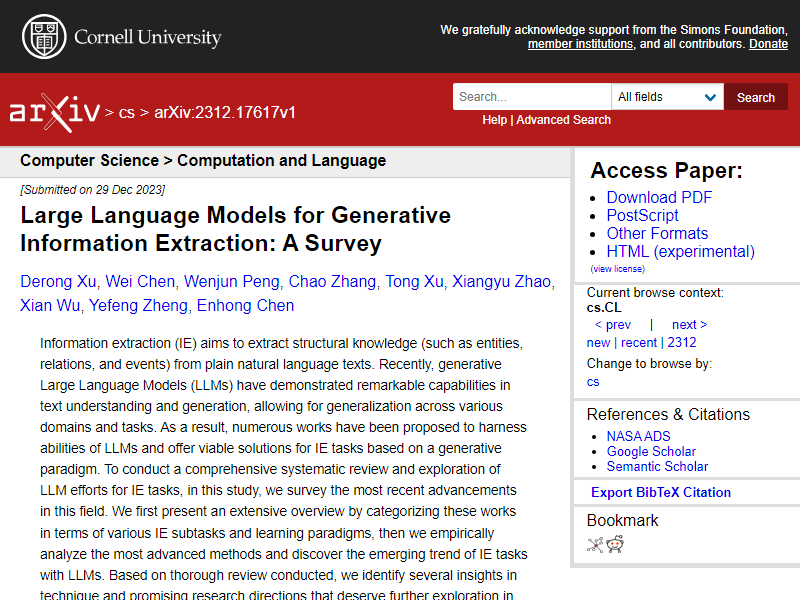 Cornell University
We gratefully acknowledge support from the Simons Foundation,
member institutions, and all contributors. Donate
arXiv > cs > arXiv:2312.17617v1
Search...
All fields
Search
Help | Advanced Search
Computer Science > Computation and Language
[Submitted on 29 Dec 2023]
Large Language Models for Generative
Information Extraction: A Survey
Derong Xu, Wei Chen, Wenjun Peng, Chao Zhang, Tong Xu, Xiangyu Zhao,
Xian Wu, Yefeng Zheng, Enhong Chen
Information extraction (IE) aims to extract structural knowledge (such as entities,
relations, and events) from plain natural language texts. Recently, generative
Large Language Models (LLMs) have demonstrated remarkable capabilities in
text understanding and generation, allowing for generalization across various
domains and tasks. As a result, numerous works have been proposed to harness
abilities of LLMs and offer viable solutions for IE tasks based on a generative
paradigm. To conduct a comprehensive systematic review and exploration of
LLM efforts for IE tasks, in this study, we survey the most recent advancements
in this field. We first present an extensive overview by categorizing these works
in terms of various IE subtasks and learning paradigms, then we empirically
analyze the most advanced methods and discover the emerging trend of IE tasks
with LLMs. Based on thorough review conducted, we identify several insights in
technique and promising research directions that deserve further exploration in
Access Paper:
Download PDF
PostScript
Other Formats
HTML (experimental)
(view license)
Current browse context:
cs.CL
< prev | next >
new | recent | 2312
Change to browse by:
cs
References & Citations
NASA ADS
Google Scholar
Semantic Scholar
Export BibTeX Citation
Bookmark